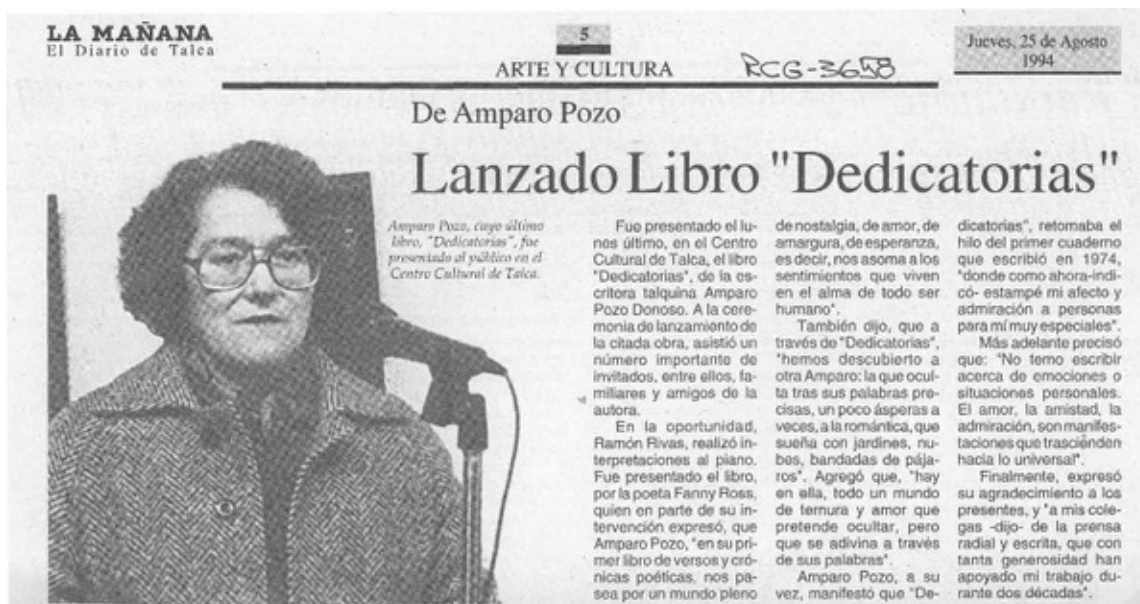 LA MAÑANA
El Diario de Talca
5
ARTE Y CULTURA
RCG-3658
Jueves, 25 de Agosto
1994
De Amparo Pozo
Lanzado Libro "Dedicatorias"
Amparo Pozo, cuyo último
libro, "Dedicatorias", fue
presentado al público en el
Centro Cultural de Talca.
Fue presentado el lu-
nes último, en el Centro
Cultural de Talca, el libro
"Dedicatorias", de la es-
critora talquina Amparo
Pozo Donoso. A la cere-
monia de lanzamiento de
la citada obra, asistió un
número importante de
invitados, entre ellos, fa-
miliares y amigos de la
autora.
En la oportunidad,
Ramón Rivas, realizó in-
terpretaciones al piano.
Fue presentado el libro,
por la poeta Fanny Ross,
quien en parte de su in-
tervención expresó, que
Amparo Pozo, "en su pri-
mer libro de versos y cró-
nicas poéticas, nos pa-
sea por un mundo pleno
de nostalgia, de amor, de
amargura, de esperanza,
es decir, nos asoma a los
sentimientos que viven
en el alma de todo ser
humano".
También dijo, que a
través de "Dedicatorias",
"hemos descubierto a
otra Amparo: la que ocul-
ta tras sus palabras pre-
cisas, un poco ásperas a
veces, a la romántica, que
sueña con jardines, nu-
bes, bandadas de pája-
ros". Agregó que, "hay
en ella, todo un mundo
de ternura y amor que
pretende ocultar, pero
que se adivina a través
de sus palabras".
Amparo Pozo, a su
vez, manifestó que "De-
dicatorias", retomaba el
hilo del primer cuaderno
que escribió en 1974,
"donde como ahora-indi-
có- estampé mi afecto y
admiración a personas
para mí muy especiales".
Más adelante precisó
que: "No temo escribir
acerca de emociones o
situaciones personales.
El amor, la amistad, la
admiración, son manifes-
taciones que trasciènden
hacia lo universal".
Finalmente, expresó
su agradecimiento a los
presentes, y "a mis cole-
gas -dijo- de la prensa
radial y escrita, que con
tanta generosidad han
apoyado mi trabajo du-
rante dos décadas".